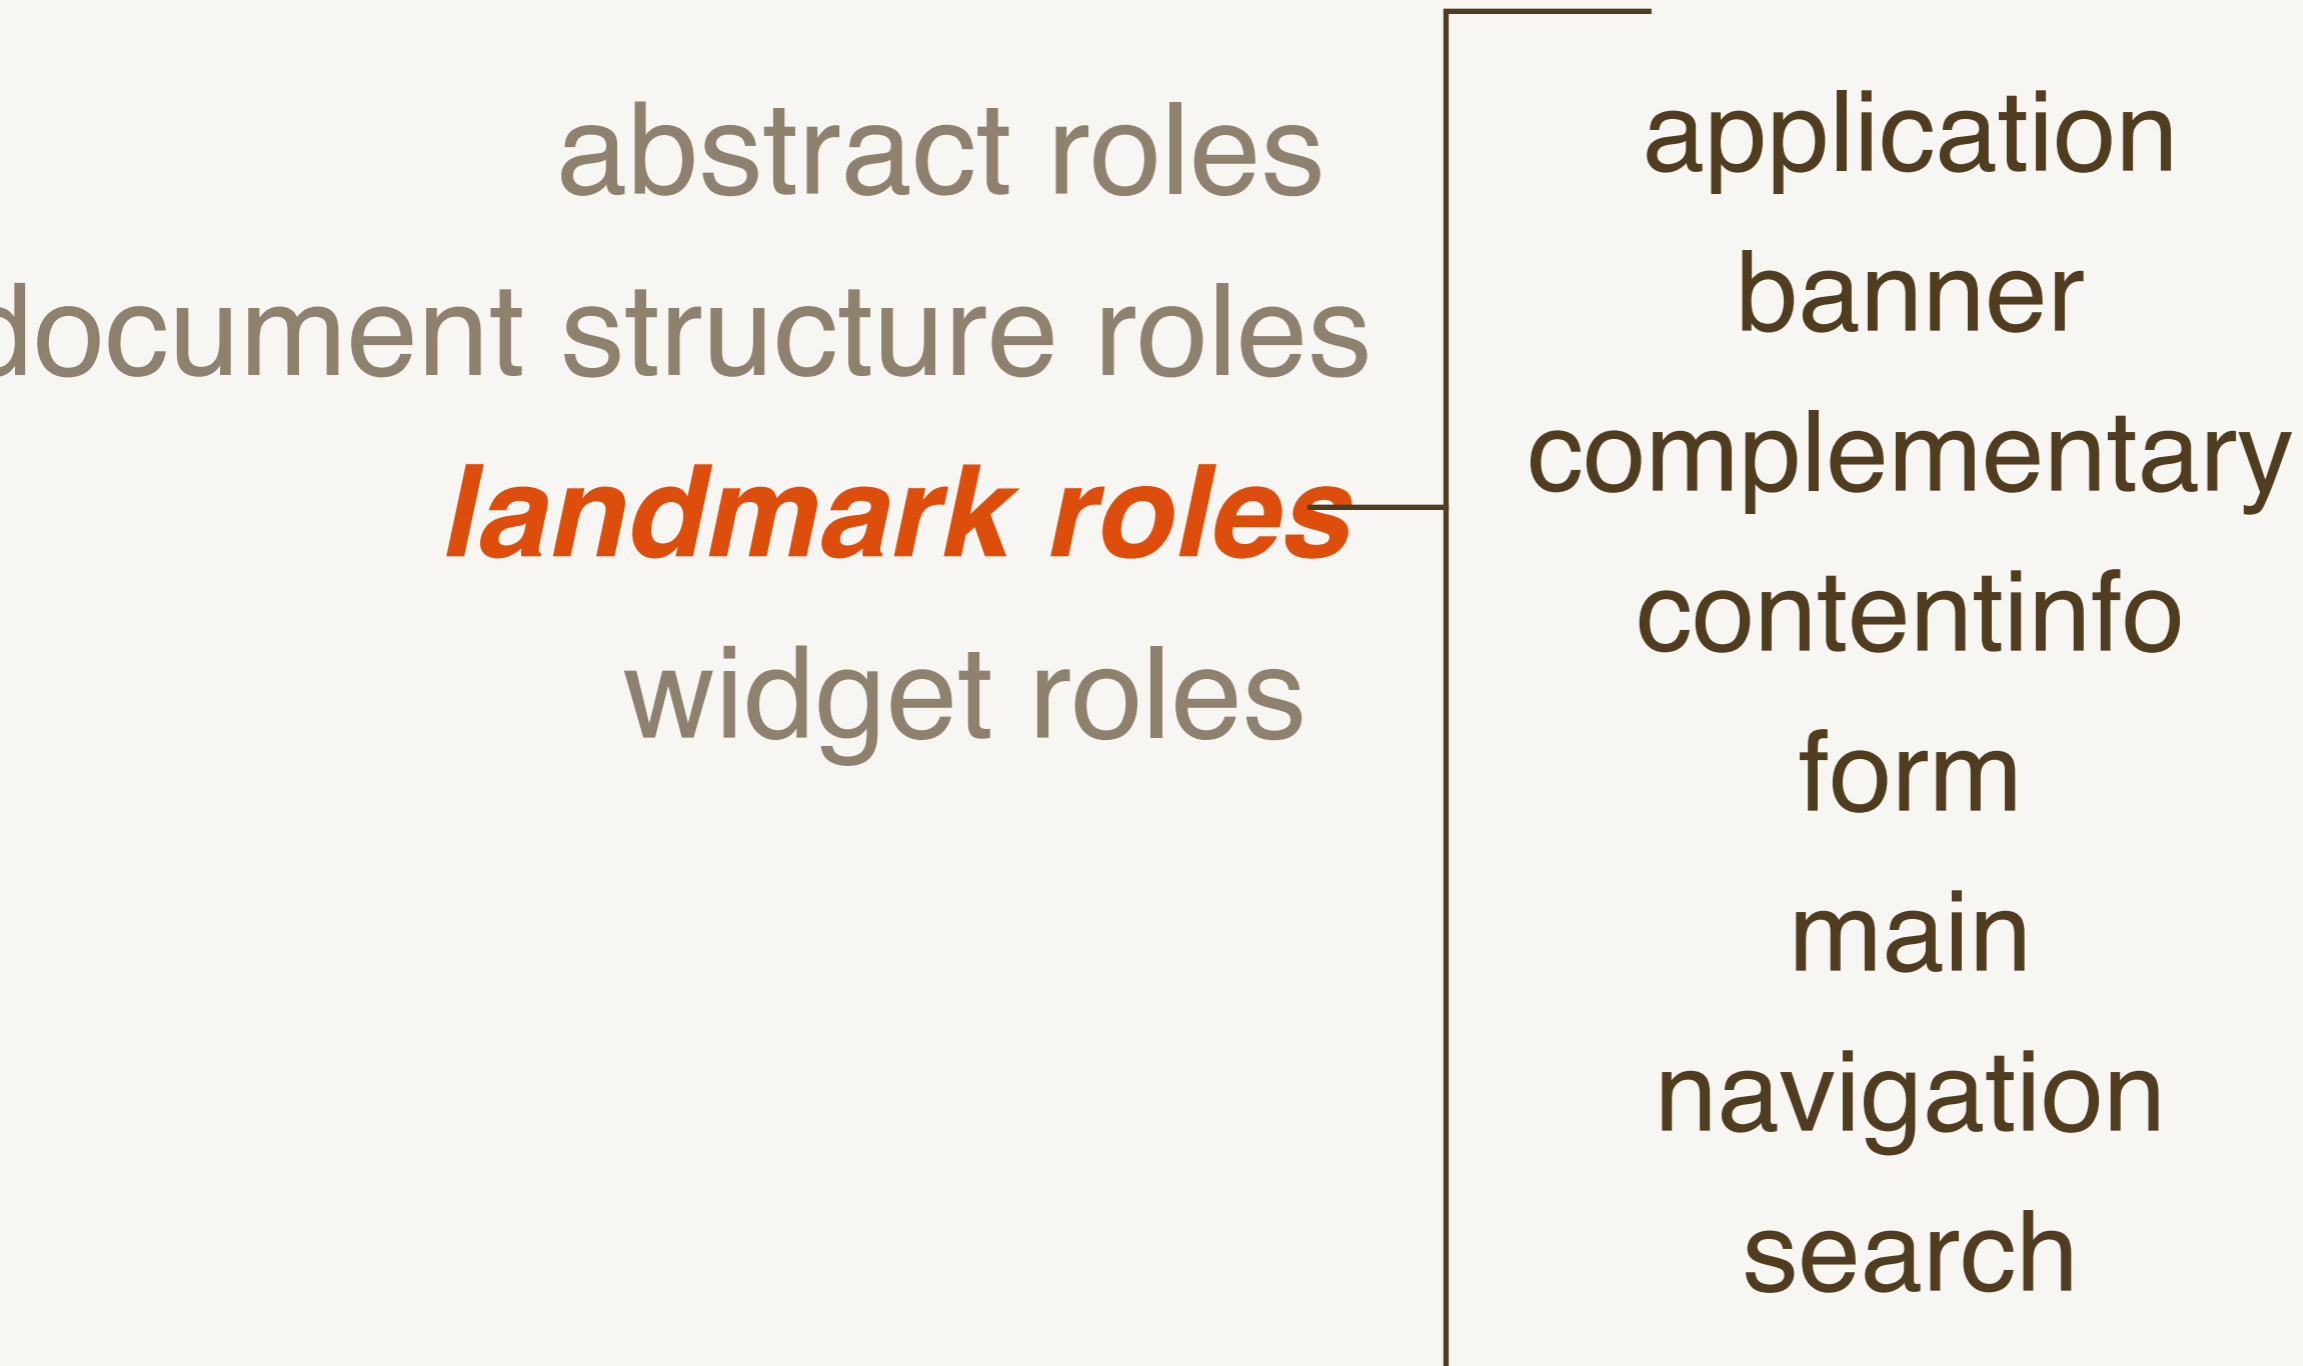 abstract roles
document structure roles
landmark roles
widget roles
application
banner
complementary
contentinfo
form
main
navigation
search